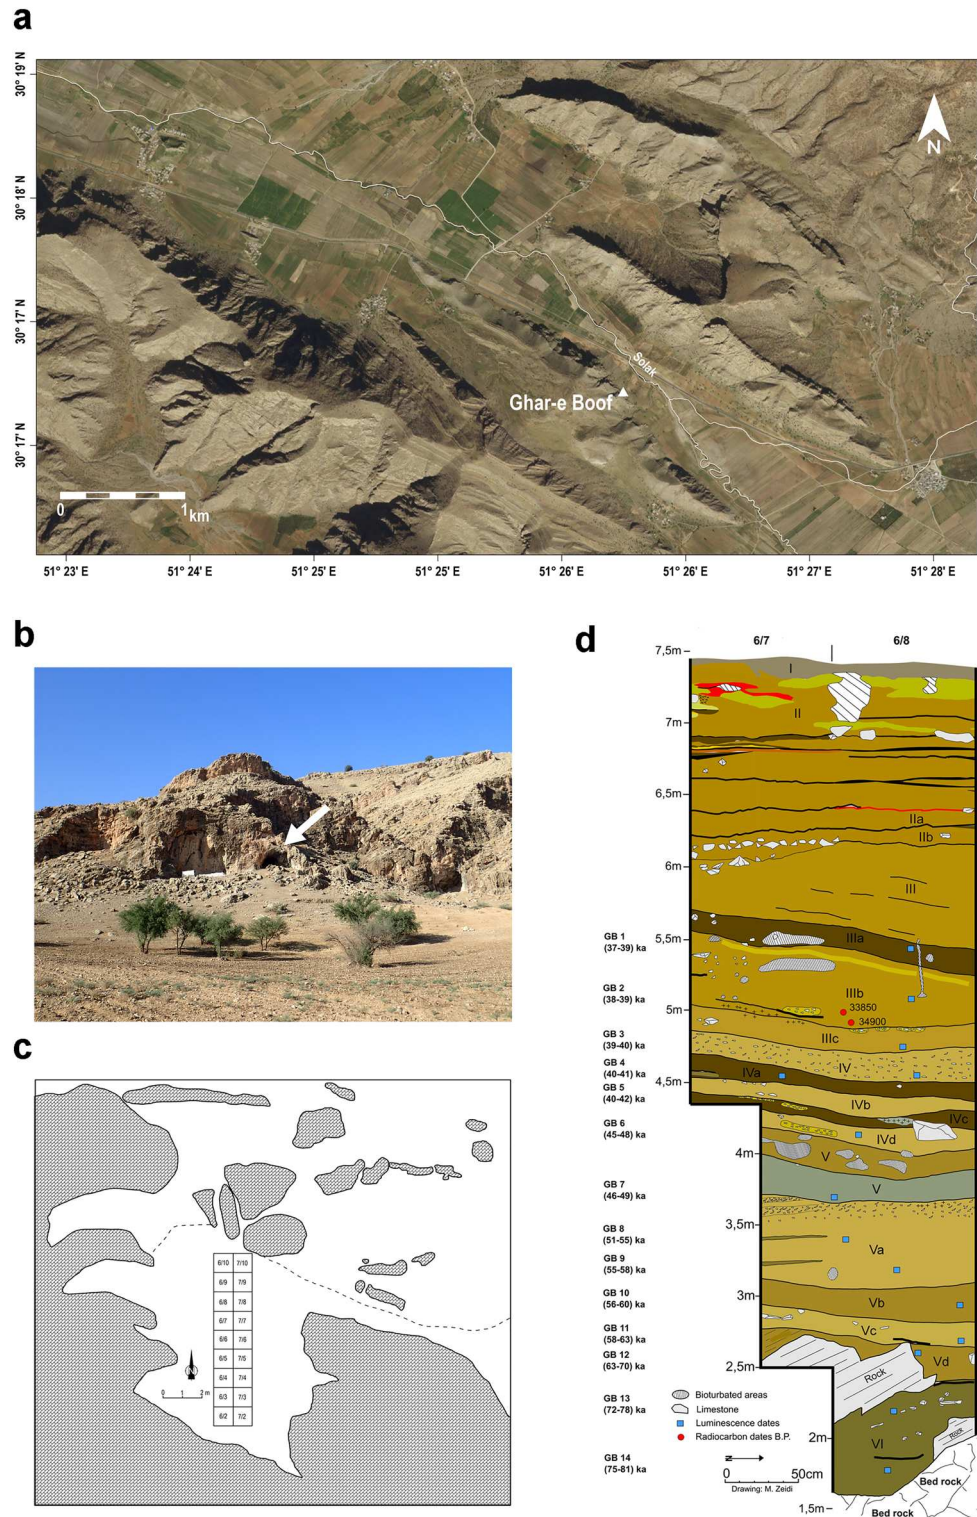 a
30° 19' N
30° 18' N
30° 17' N
30° 17' N
N
Solak
Ghar-e Boof
0 1km
51° 23' E 51° 24' E 51° 25' E 51° 25' E 51° 26' E 51° 26' E 51° 27' E 51° 28' E
b
c
6/10 7/10
6/9 7/9
6/8 7/8
6/7 7/7
6/6 7/6
6/5 7/5
6/4 7/4
6/3 7/3
6/2 7/2
N
0 1 2 m
d
6/7 6/8
7,5m
I
II
7m
6,5m
IIa
IIb
6m
III
GB 1
(37-39) ka
5,5m
IIIa
GB 2
(38-39) ka
IIIb
5m
33850
34900
GB 3
(39-40) ka
IIIc
GB 4
(40-41) ka
IV
IVa
4,5m
GB 5
(40-42) ka
IVb
IVc
GB 6
(45-48) ka
IVd
4m
V
GB 7
(46-49) ka
V
3,5m
GB 8
(51-55) ka
Va
GB 9
(55-58) ka
3m
GB 10
(56-60) ka
Vb
GB 11
(58-63) ka
Vc
GB 12
(63-70) ka
2,5m
Vd
Rock
GB 13
(72-78) ka
Bioturbated areas
Limestone
Luminescence dates
Radiocarbon dates B.P.
2m
VI
Rock
GB 14
(75-81) ka
N
0 50cm
Drawing: M. Zeidi
Bed rock
1,5m
Bed rock